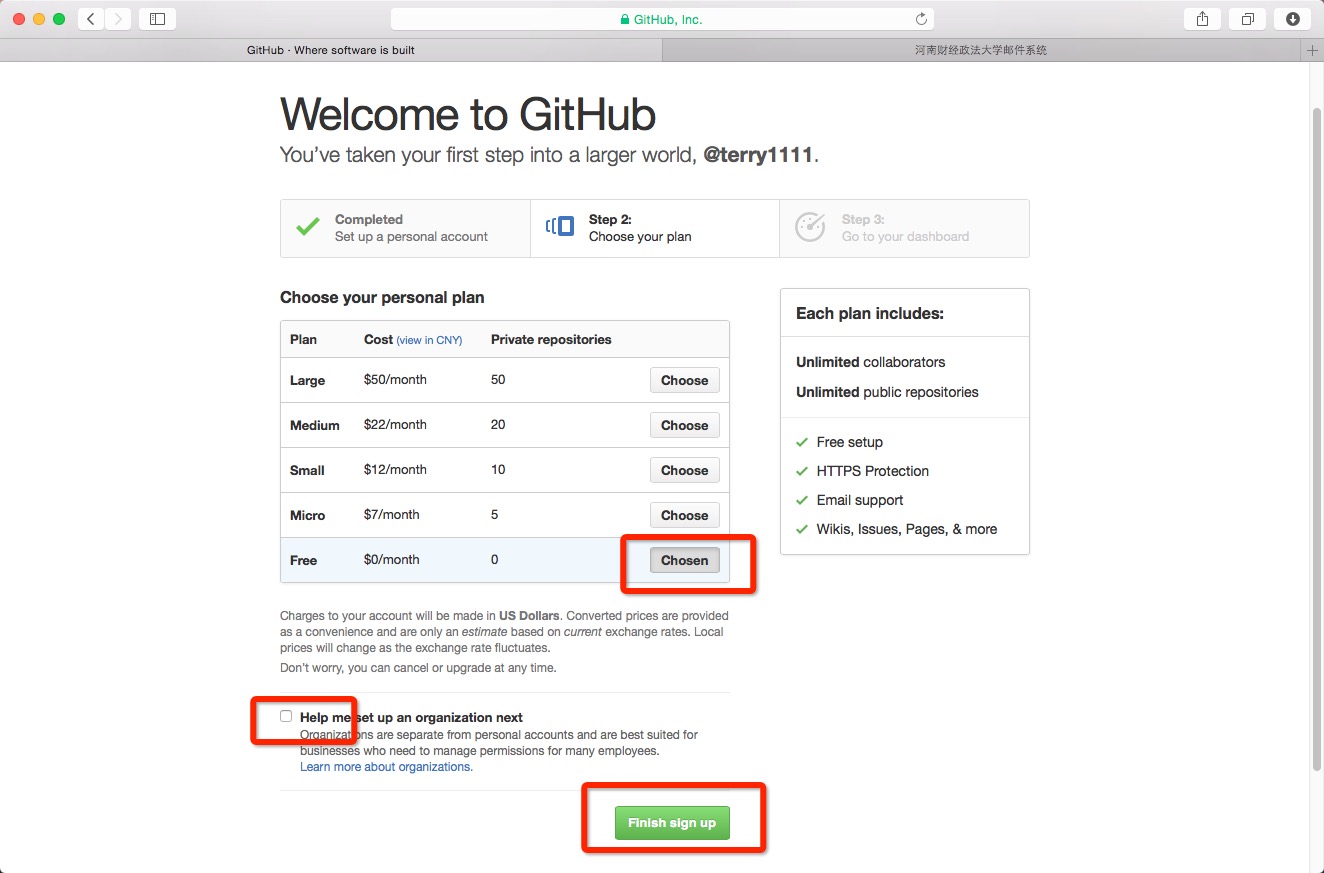 GitHub, Inc.
GitHub · Where software is built
河南财经政法大学邮件系统
Welcome to GitHub
You've taken your first step into a larger world, @terry1111.
Completed
Set up a personal account
Step 2:
Choose your plan
Step 3:
Go to your dashboard
Choose your personal plan
Plan Cost (view in CNY) Private repositories
Large $50/month 50 Choose
Medium $22/month 20 Choose
Small $12/month 10 Choose
Micro $7/month 5 Choose
Free $0/month 0 Chosen
Charges to your account will be made in US Dollars. Converted prices are provided
as a convenience and are only an estimate based on current exchange rates. Local
prices will change as the exchange rate fluctuates.
Don't worry, you can cancel or upgrade at any time.
Help me set up an organization next
Organizations are separate from personal accounts and are best suited for
businesses who need to manage permissions for many employees.
Learn more about organizations.
Finish sign up
Each plan includes:
Unlimited collaborators
Unlimited public repositories
Free setup
HTTPS Protection
Email support
Wikis, Issues, Pages, & more